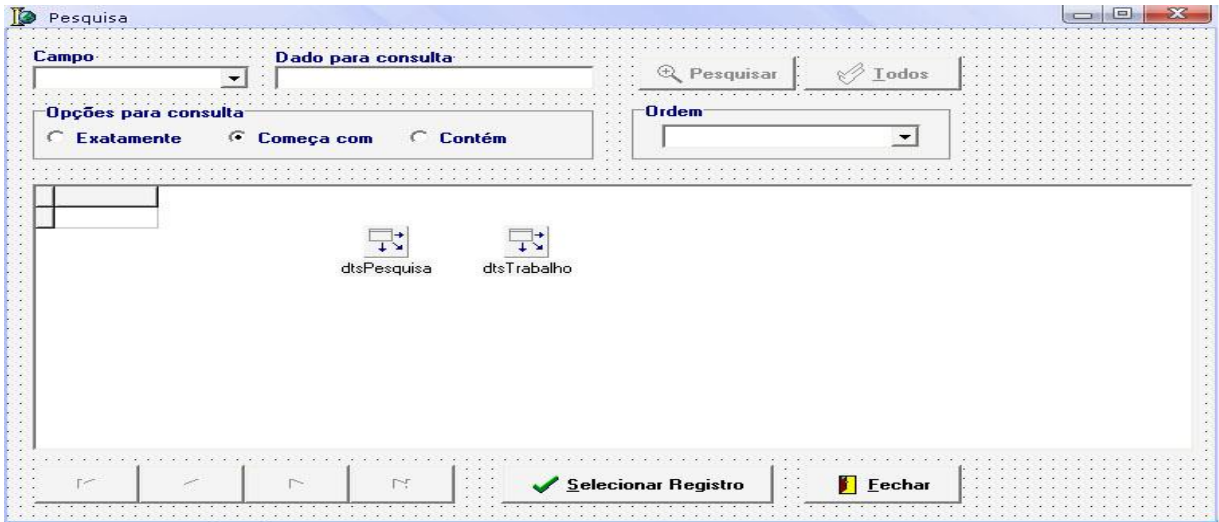 Pesquisa
Campo
Dado para consulta
Pesquisar
Todos
Opções para consulta
Exatamente
Começa com
Contém
Ordem
dtsPesquisa
dtsTrabalho
Selecionar Registro
Fechar